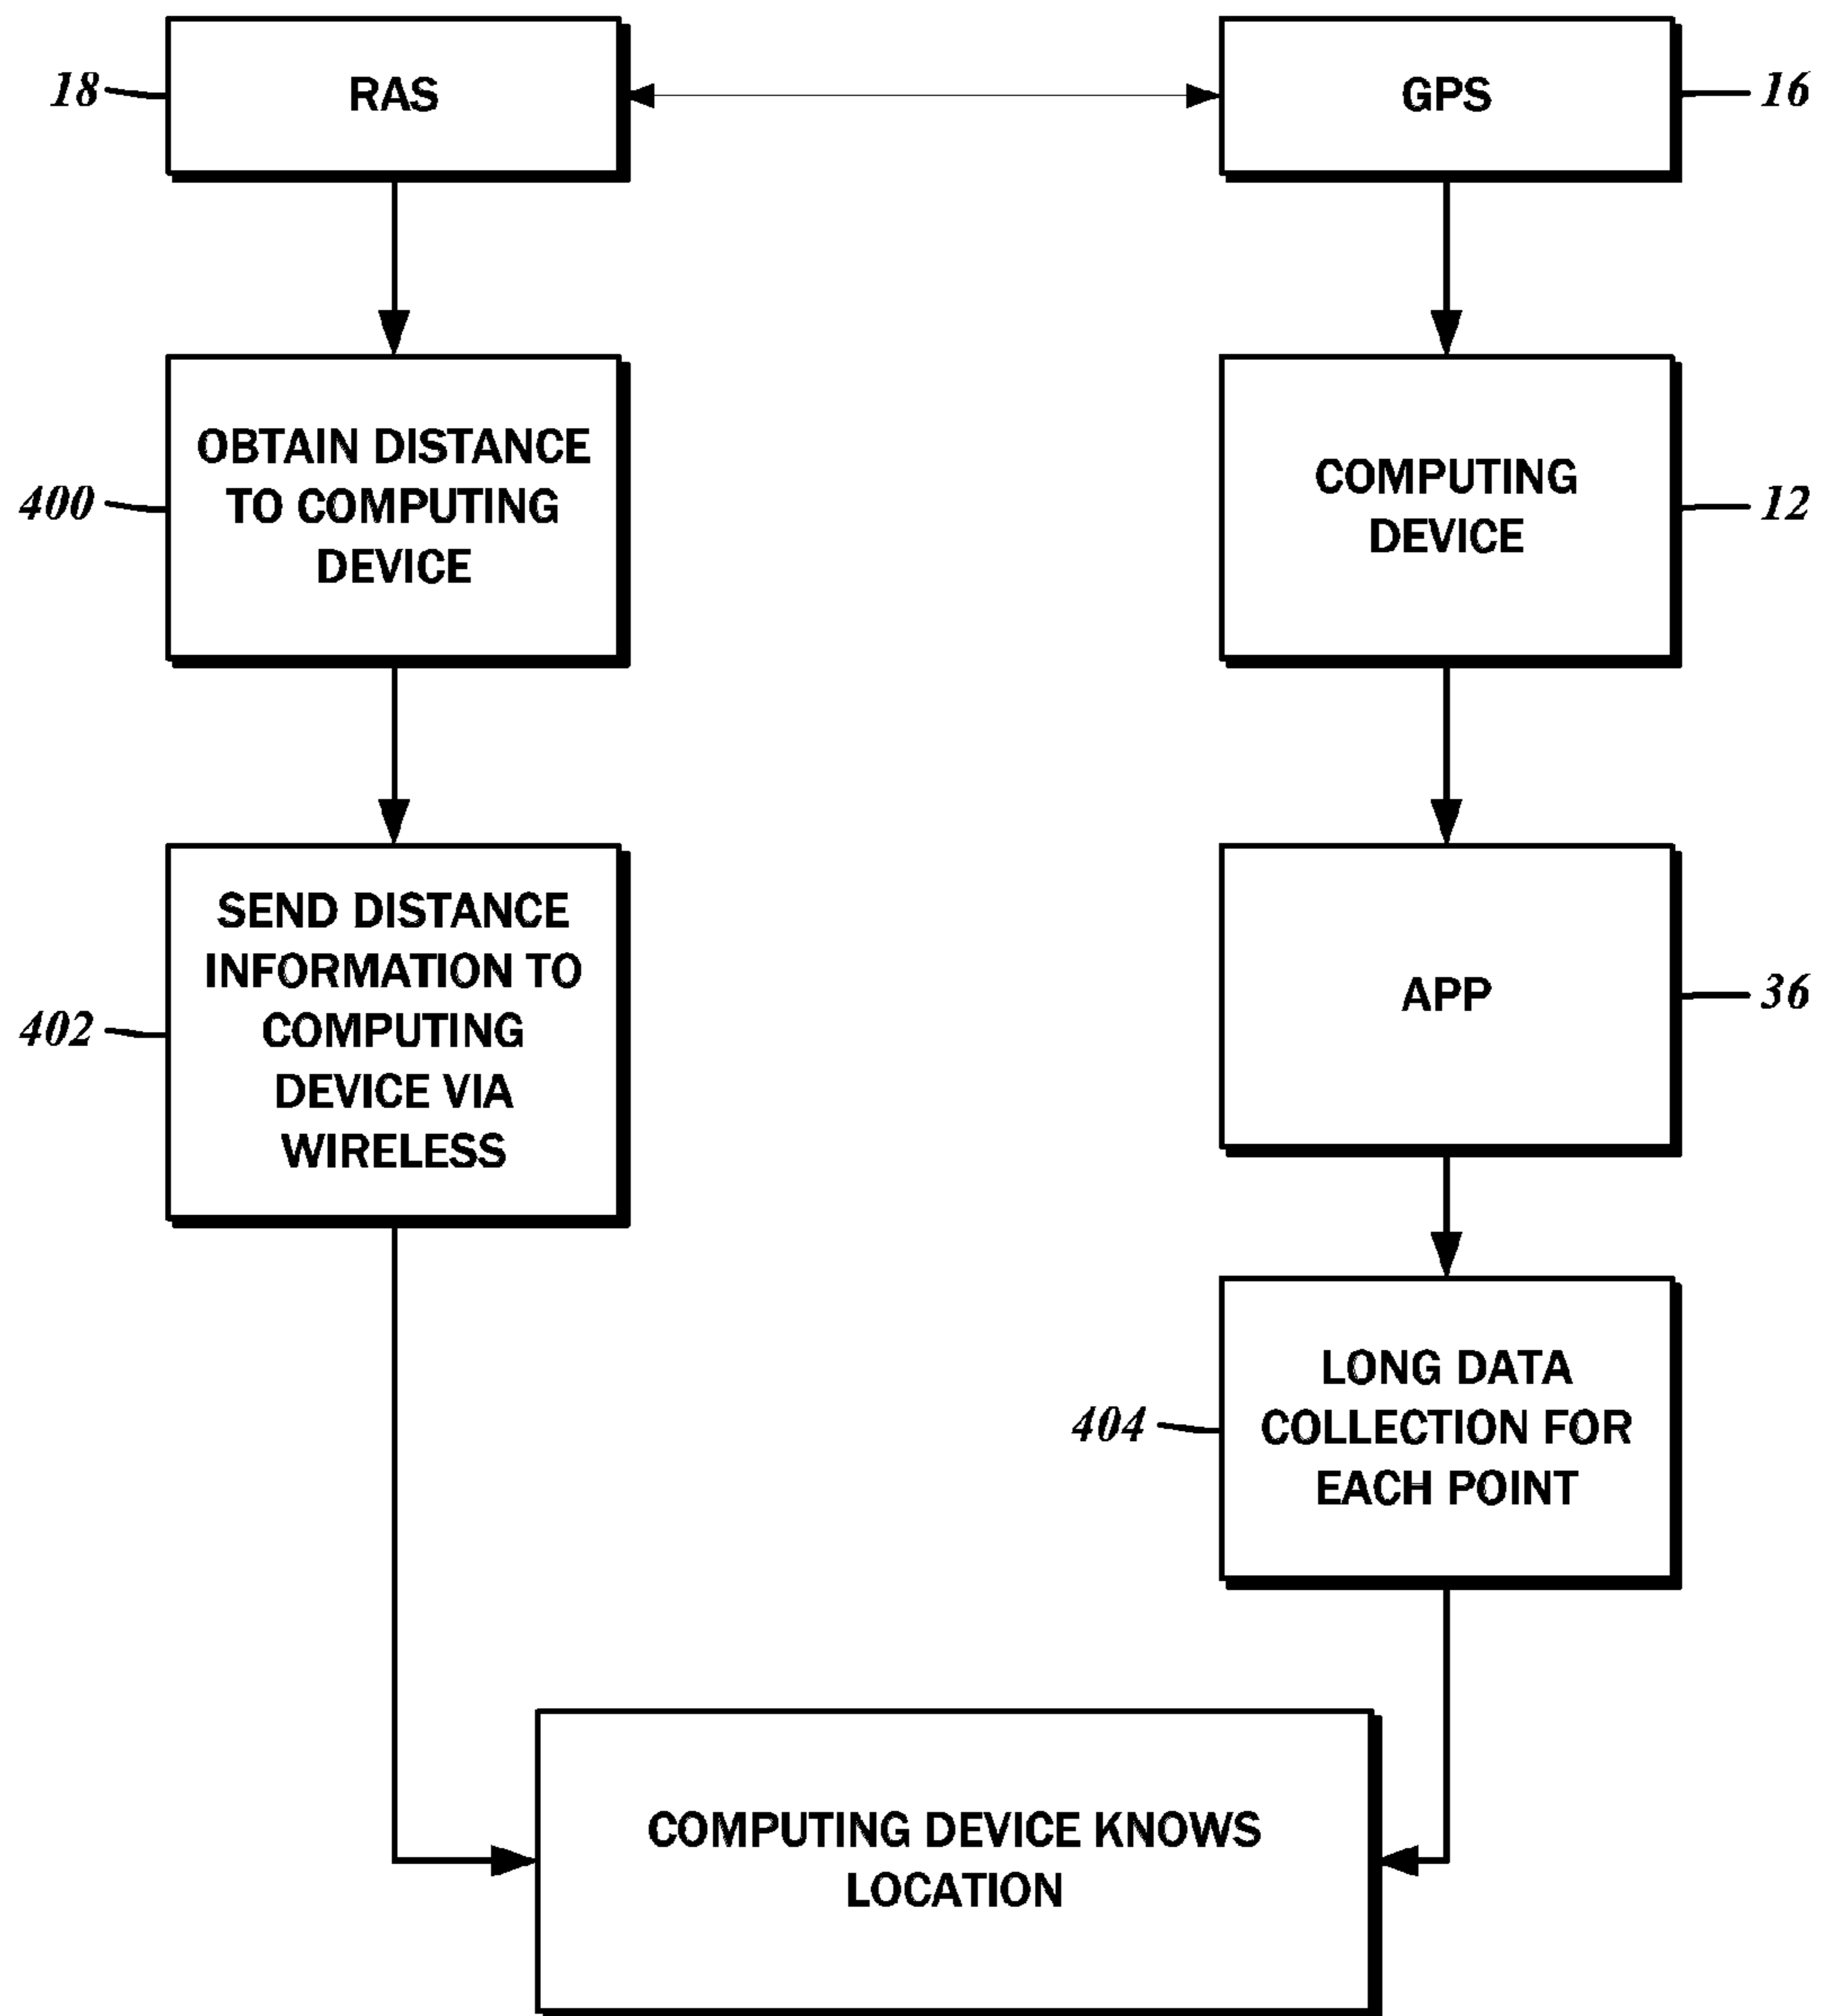 18
RAS
GPS
16
400
OBTAIN DISTANCE
TO COMPUTING
DEVICE
COMPUTING
DEVICE
12
402
SEND DISTANCE
INFORMATION TO
COMPUTING
DEVICE VIA
WIRELESS
APP
36
404
LONG DATA
COLLECTION FOR
EACH POINT
COMPUTING DEVICE KNOWS
LOCATION